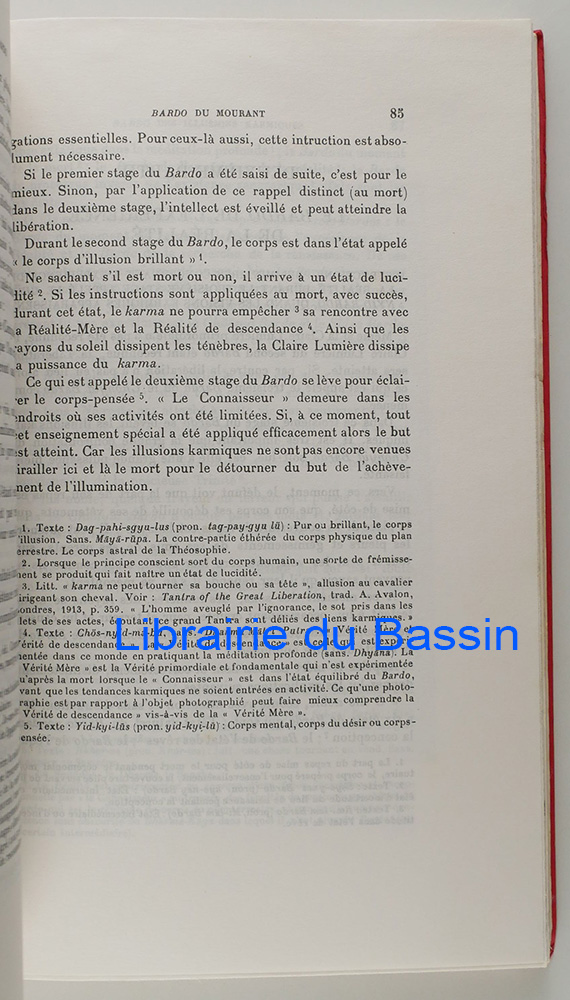 BARDO DU MOURANT 85
gations essentielles. Pour ceux-là aussi, cette intruction est abso-
lument nécessaire.
Si le premier stage du Bardo a été saisi de suite, c'est pour le
mieux. Sinon, par l'application de ce rappel distinct (au mort)
dans le deuxième stage, l'intellect est éveillé et peut atteindre la
libération.
Durant le second stage du Bardo, le corps est dans l'état appelé
« le corps d'illusion brillant » 1.
Ne sachant s'il est mort ou non, il arrive à un état de luci-
dité 2. Si les instructions sont appliquées au mort, avec succès,
durant cet état, le karma ne pourra empêcher 3 sa rencontre avec
la Réalité-Mère et la Réalité de descendance 4. Ainsi que les
rayons du soleil dissipent les ténèbres, la Claire Lumière dissipe
la puissance du karma.
Ce qui est appelé le deuxième stage du Bardo se lève pour éclai-
rer le corps-pensée 5. « Le Connaisseur » demeure dans les
endroits où ses activités ont été limitées. Si, à ce moment, tout
cet enseignement spécial a été appliqué efficacement alors le but
est atteint. Car les illusions karmiques ne sont pas encore venues
tirailler ici et là le mort pour le détourner du but de l'achève-
ment de l'illumination.
1. Texte : Dag-pahi-sgyu-lus (pron. tag-pay-gyu lü) : Pur ou brillant, le corps
d'illusion. Sans. Māyā-rūpa. La contre-partie éthérée du corps physique du plan
terrestre. Le corps astral de la Théosophie.
2. Lorsque le principe conscient sort du corps humain, une sorte de frémisse-
ment se produit qui fait naître un état de lucidité.
3. Litt. « karma ne peut tourner sa bouche ou sa tête », allusion au cavalier
dirigeant son cheval. Voir : Tantra of the Great Liberation, trad. A. Avalon,
Londres, 1913, p. 359. « L'homme aveuglé par l'ignorance, le sot pris dans les
filets de ses actes, écoutant le grand Tantra sont déliés des liens karmiques. »
4. Texte : Vérité Mère et
Vérité de descendance. La est celle qui est expéri-
mentée dans ce monde en pratiquant la méditation profonde (sans. Dhyāna). La
« Vérité Mère » est la Vérité primordiale et fondamentale qui n'est expérimentée
qu'après la mort lorsque le « Connaisseur » est dans l'état équilibré du Bardo,
avant que les tendances karmiques ne soient entrées en activité. Ce qu'une photo-
graphie est par rapport à l'objet photographié peut faire mieux comprendre la
« Vérité de descendance » vis-à-vis de la « Vérité Mère ».
5. Texte : Yid-kyi-lüs (pron. yid-kyi-lü) : Corps mental, corps du désir ou corps-
pensée.
Librairie du Bassin